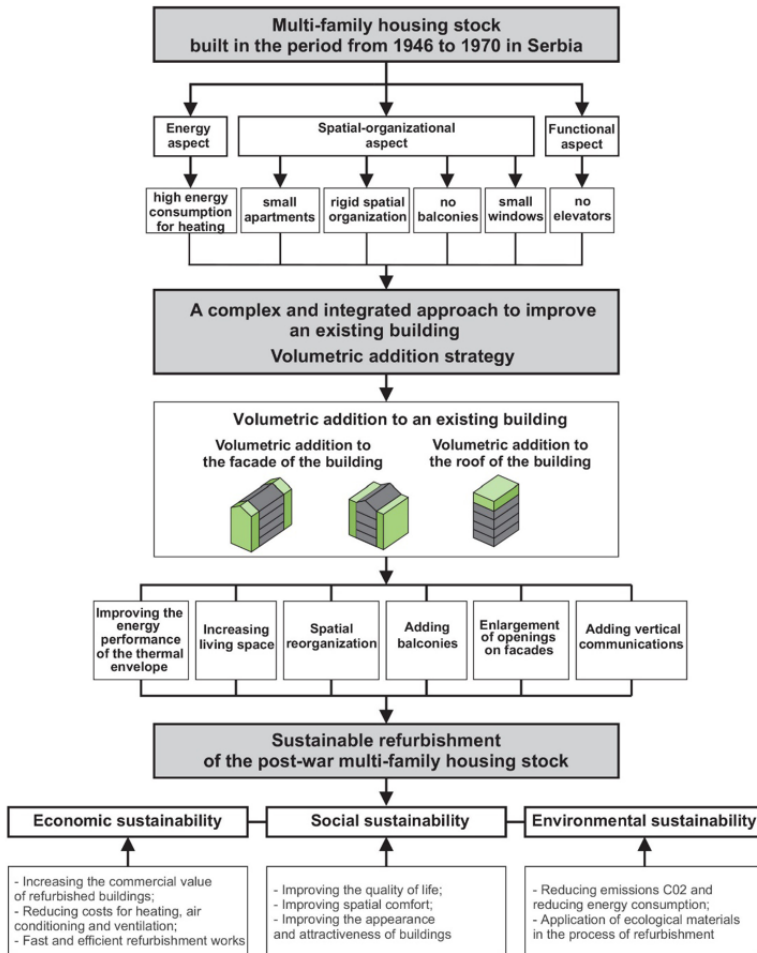 Multi-family housing stock
built in the period from 1946 to 1970 in Serbia
Energy
aspect
Spatial-organizational
aspect
Functional
aspect
high energy
consumption
for heating
small
apartments
rigid spatial
organization
no
balconies
small
windows
no
elevators
A complex and integrated approach to improve
an existing building
Volumetric addition strategy
Volumetric addition to an existing building
Volumetric addition to
the facade of the building
Volumetric addition to
the roof of the building
Improving the
energy
performance
of the thermal
envelope
Increasing
living space
Spatial
reorganization
Adding
balconies
Enlargement
of openings
on facades
Adding vertical
communications
Sustainable refurbishment
of the post-war multi-family housing stock
Economic sustainability
Social sustainability
Environmental sustainability
- Increasing the commercial value
of refurbished buildings;
- Reducing costs for heating, air
conditioning and ventilation;
- Fast and efficient refurbishment works
- Improving the quality of life;
- Improving spatial comfort;
- Improving the appearance
and attractiveness of buildings
- Reducing emissions C02 and
reducing energy consumption;
- Application of ecological materials
in the process of refurbishment